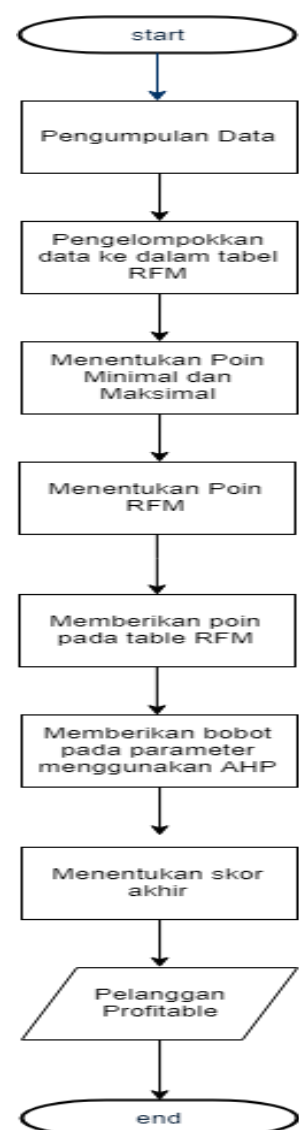 start
Pengumpulan Data
Pengelompokkan
data ke dalam tabel
RFM
Menentukan Poin
Minimal dan
Maksimal
Menentukan Poin
RFM
Memberikan poin
pada table RFM
Memberikan bobot
pada parameter
menggunakan AHP
Menentukan skor
akhir
Pelanggan
Profitable
end